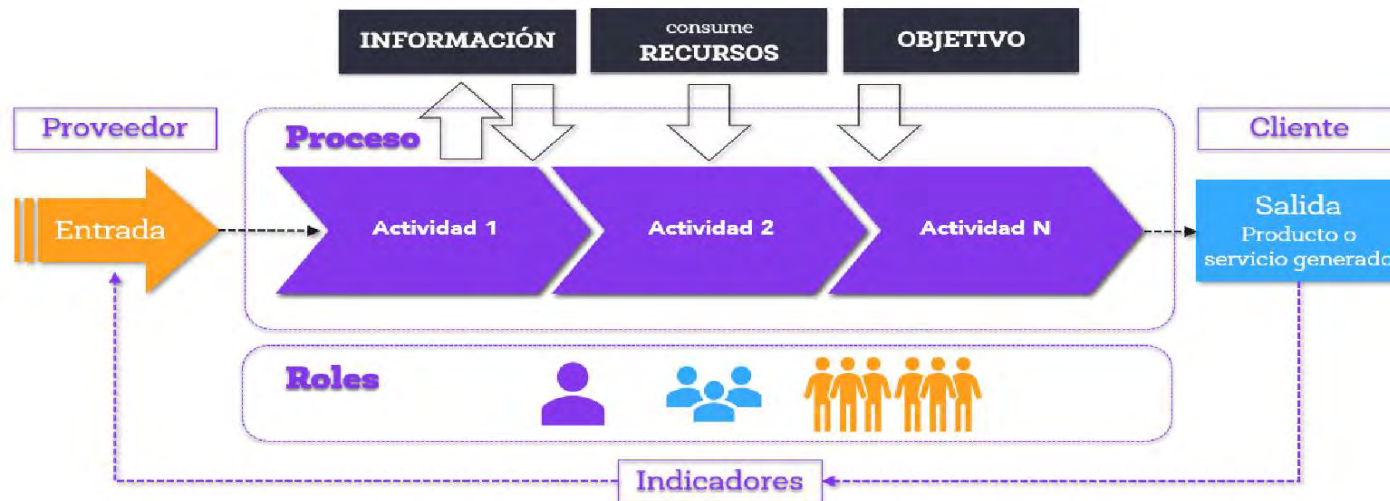 INFORMACIÓN
consume
RECURSOS
OBJETIVO
Proveedor
Proceso
Cliente
Entrada
Actividad 1
Actividad 2
Actividad N
Salida
Producto o
servicio generado
Roles
Indicadores